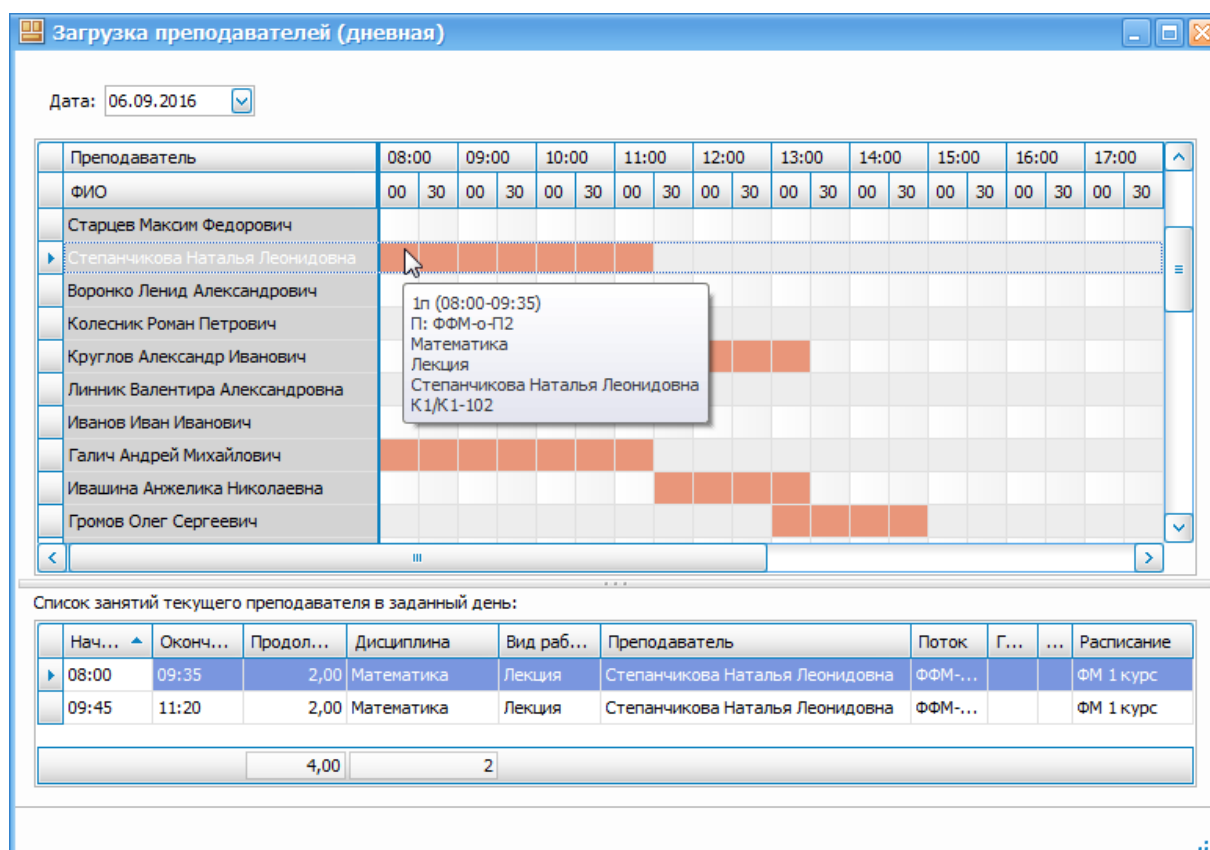 Загрузка преподавателей (дневная)
Дата: 06.09.2016
Преподаватель 08:00 09:00 10:00 11:00 12:00 13:00 14:00 15:00 16:00 17:00
ФИО 00 30 00 30 00 30 00 30 00 30 00 30 00 30 00 30 00 30 00 30
Старцев Максим Федорович
Степанчикова Наталья Леонидовна
Воронко Ленид Александрович
Колесник Роман Петрович
Круглов Александр Иванович
Линник Валентира Александровна
Иванов Иван Иванович
Галич Андрей Михайлович
Ивашина Анжелика Николаевна
Громов Олег Сергеевич
1п (08:00-09:35)
П: ФФМ-о-П2
Математика
Лекция
Степанчикова Наталья Леонидовна
К1/К1-102
Список занятий текущего преподавателя в заданный день:
Нач... Оконч... Продол... Дисциплина Вид раб... Преподаватель Поток Г... ... Расписание
08:00 09:35 2,00 Математика Лекция Степанчикова Наталья Леонидовна ФФМ-... ФМ 1 курс
09:45 11:20 2,00 Математика Лекция Степанчикова Наталья Леонидовна ФФМ-... ФМ 1 курс
4,00 2